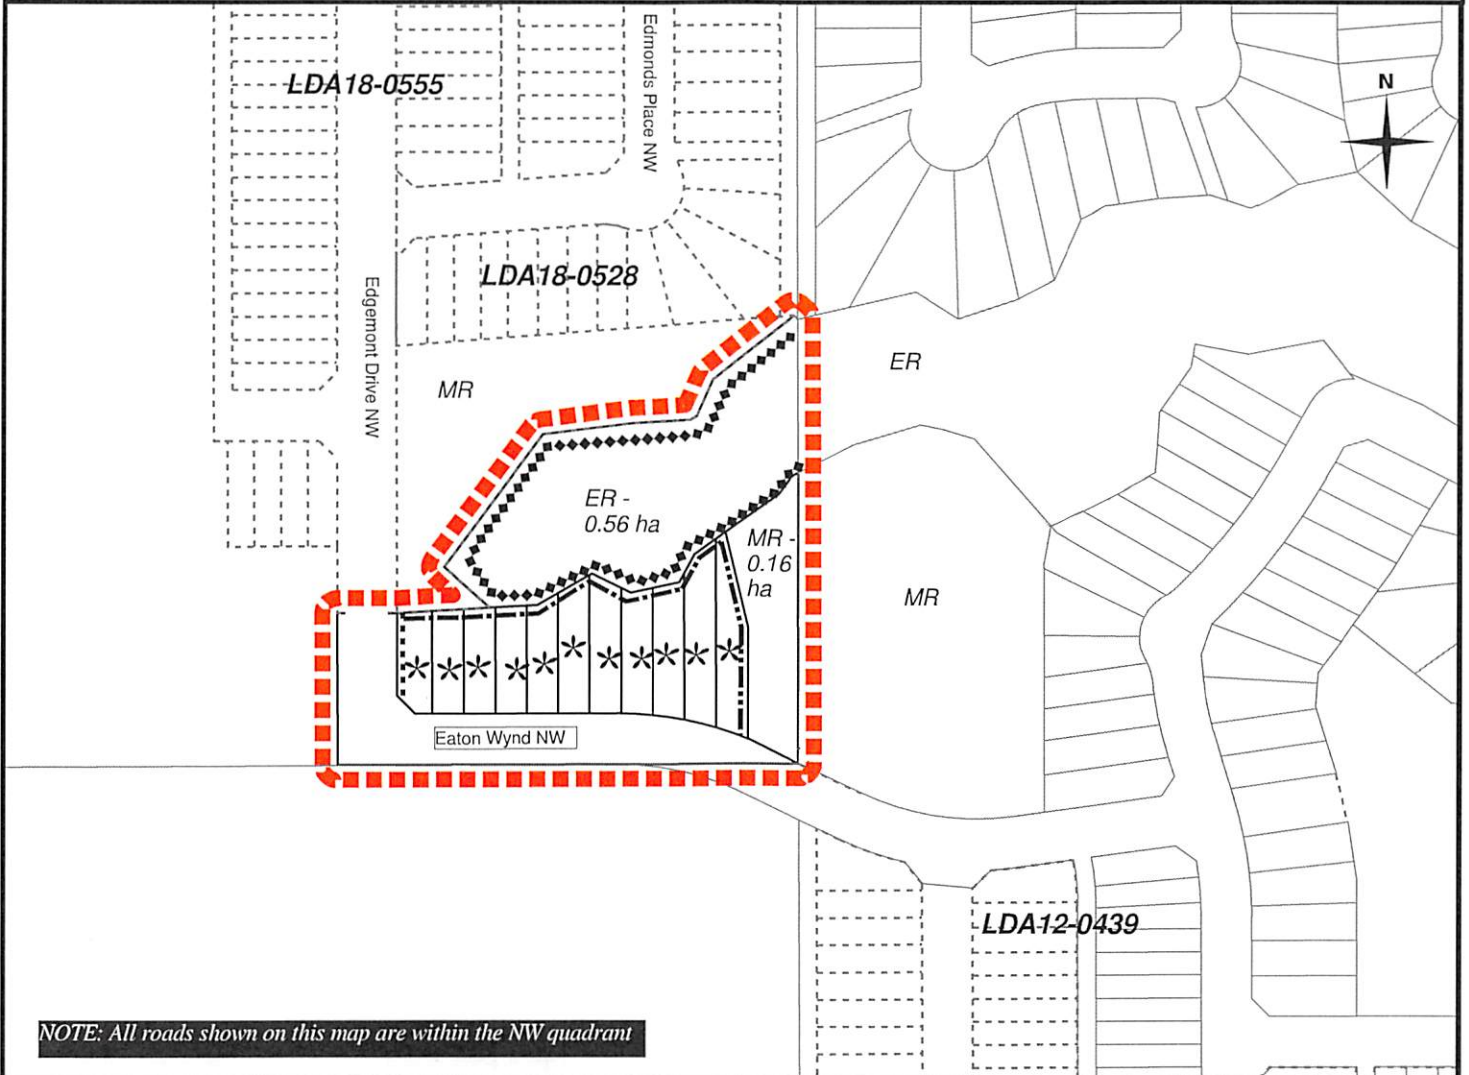 Edmonds Place NW
LDA18-0555
N
LDA18-0528
Edgemont Drive NW
MR
ER
ER -
0.56 ha
MR -
0.16
ha
MR
Eaton Wynd NW
LDA12-0439
NOTE: All roads shown on this map are within the NW quadrant